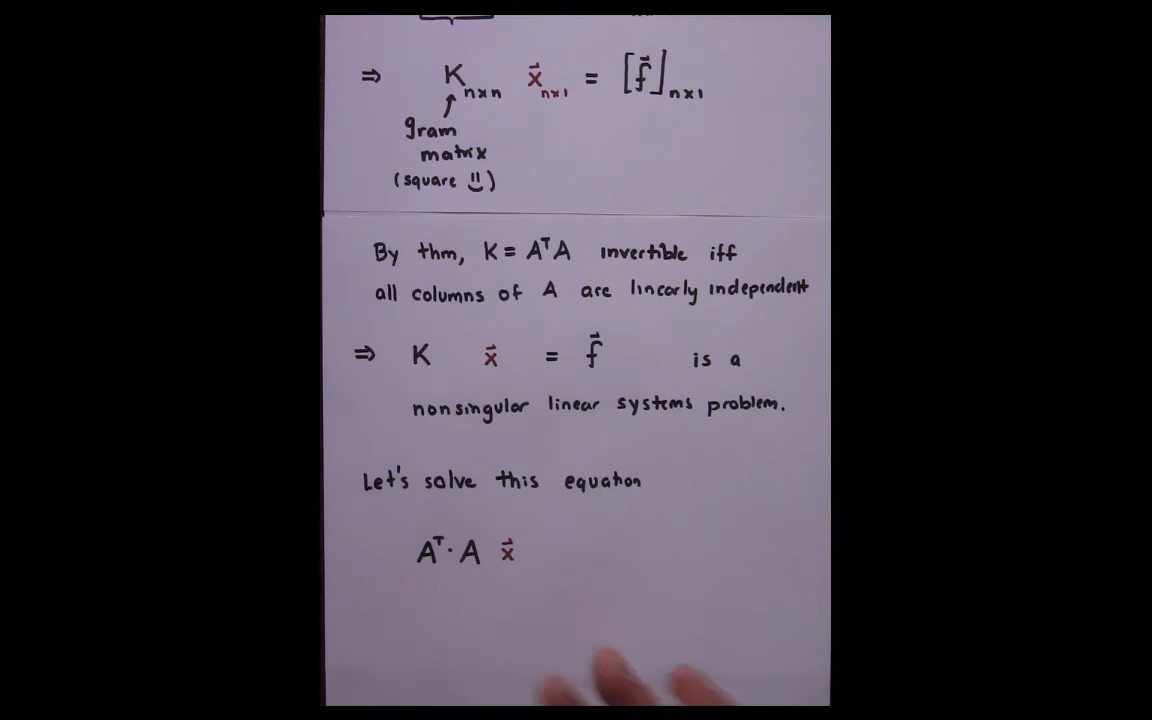 ⇒ K n×n x⃗ n×1 = [f⃗] n×1
gram
matrix
(square )
By thm, K = AᵀA invertible iff
all columns of A are linearly independent
⇒ K x⃗ = f⃗ is a
nonsingular linear systems problem.
Let's solve this equation
Aᵀ · A x⃗